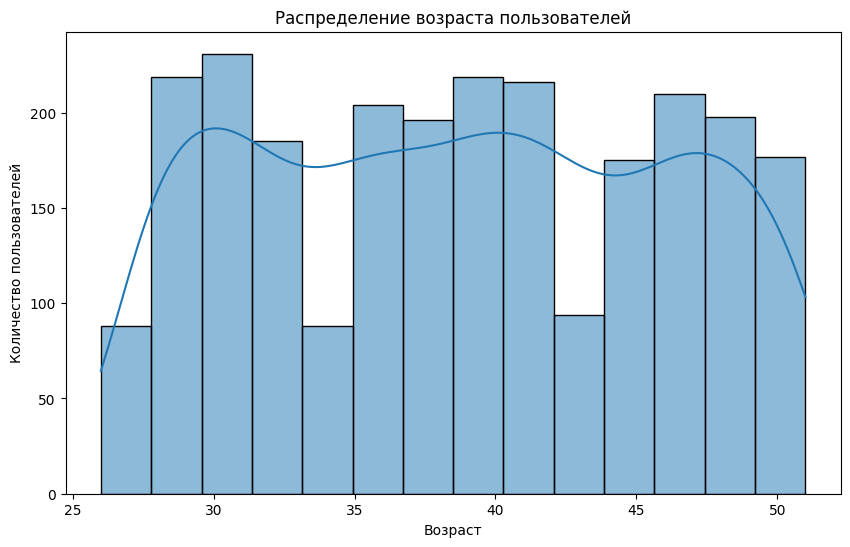 Распределение возраста пользователей
Количество пользователей
200
150
100
50
0
25 30 35 40 45 50
Возраст